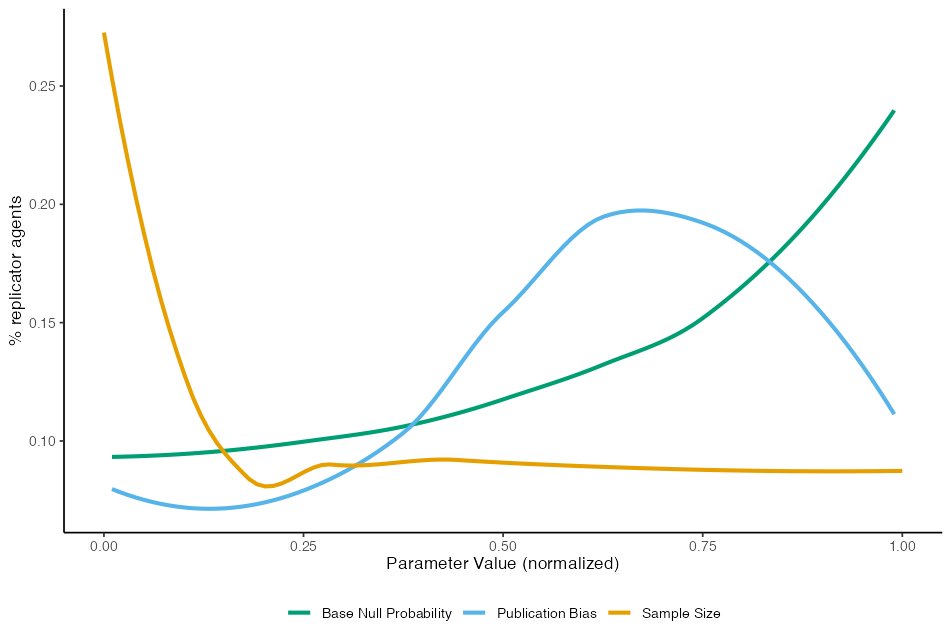 % replicator agents
0.25
0.20
0.15
0.10
0.00 0.25 0.50 0.75 1.00
Parameter Value (normalized)
Base Null Probability Publication Bias Sample Size